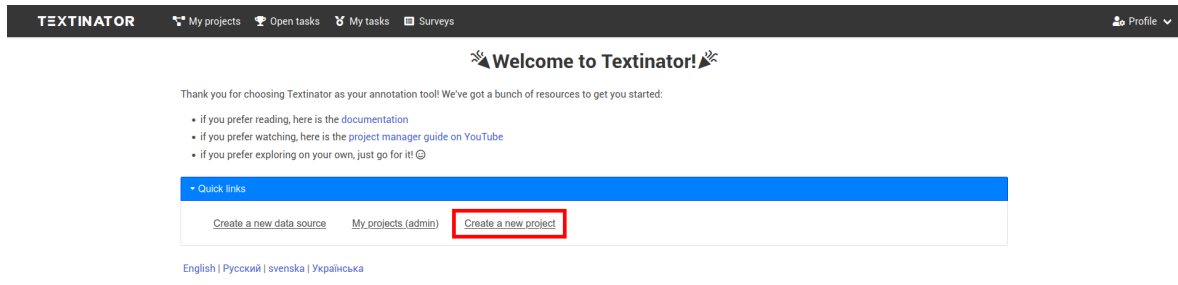 TEXTINATOR My projects Open tasks My tasks Surveys Profile
Welcome to Textinator!
Thank you for choosing Textinator as your annotation tool! We've got a bunch of resources to get you started:
• if you prefer reading, here is the documentation
• if you prefer watching, here is the project manager guide on YouTube
• if you prefer exploring on your own, just go for it! 😊
Quick links
Create a new data source My projects (admin) Create a new project
English | Русский | svenska | Українська